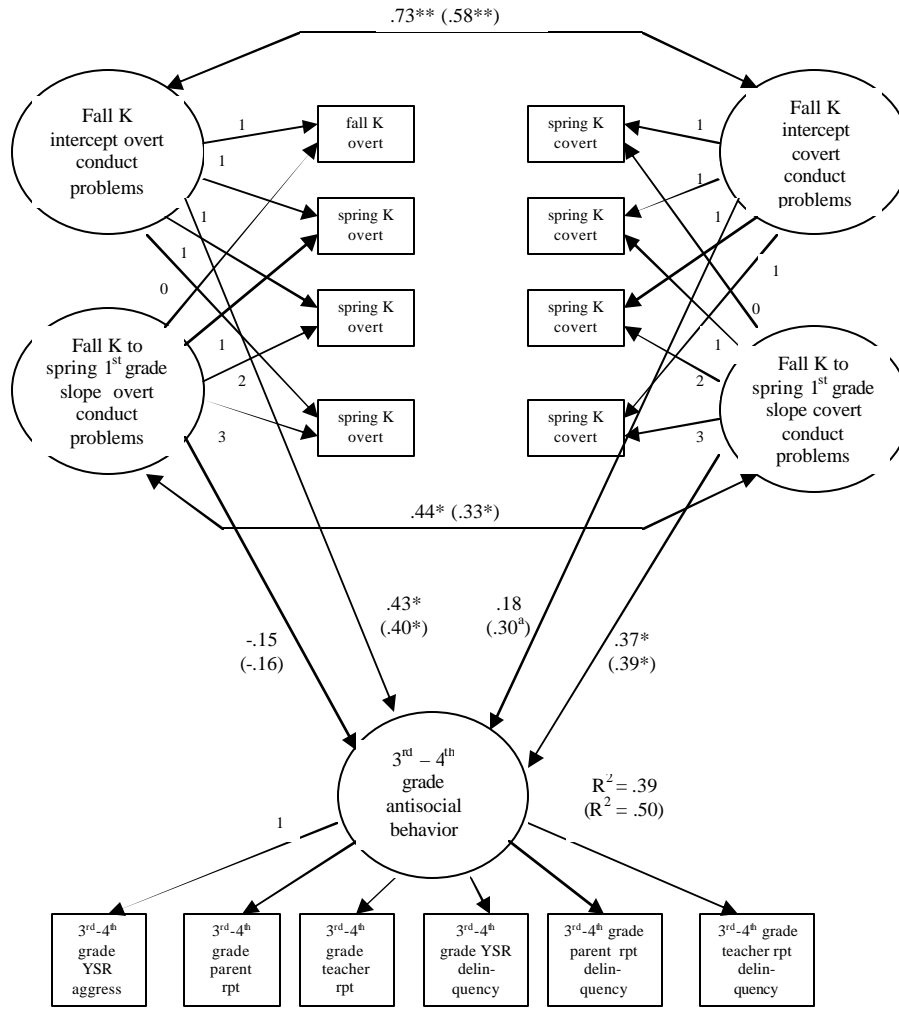 .73** (.58**)
Fall K
intercept overt
conduct
problems
1
1
1
1
0
fall K
overt
spring K
overt
spring K
overt
spring K
overt
spring K
covert
spring K
covert
spring K
covert
spring K
covert
1
1
1
1
0
Fall K
intercept
covert
conduct
problems
Fall K to
spring 1st grade
slope overt
conduct
problems
1
2
3
1
2
3
Fall K to
spring 1st grade
slope covert
conduct
problems
.44* (.33*)
-.15
(-.16)
.43*
(.40*)
.18
(.30a)
.37*
(.39*)
3rd – 4th
grade
antisocial
behavior
R2 = .39
(R2 = .50)
1
3rd-4th
grade
YSR
aggress
3rd-4th
grade
parent
rpt
3rd-4th
grade
teacher
rpt
3rd-4th
grade YSR
delin-
quency
3rd-4th grade
parent rpt
delin-
quency
3rd-4th grade
teacher rpt
delin-
quency